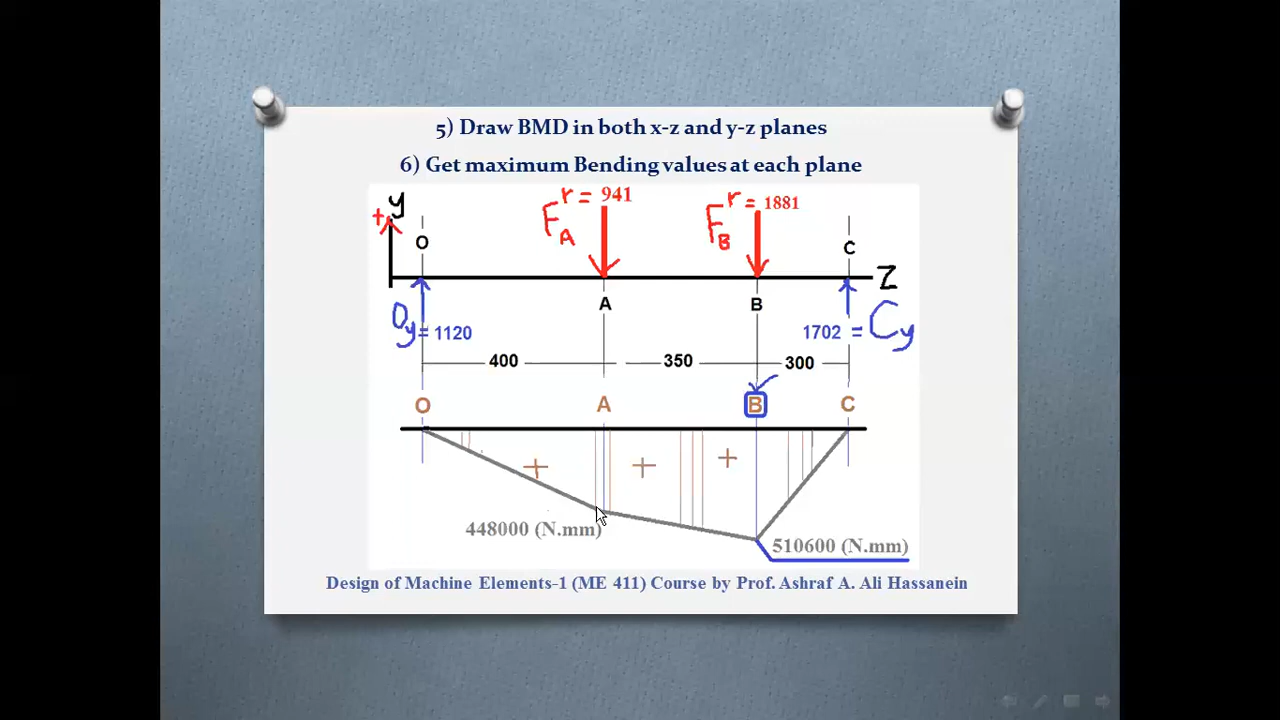 5) Draw BMD in both x-z and y-z planes
6) Get maximum Bending values at each plane
+ y
F_A^r = 941
F_B^r = 1881
O
C
Z
A
B
O_y = 1120
1702 = C_y
400
350
300
O
A
B
C
+
+
+
448000 (N.mm)
510600 (N.mm)
Design of Machine Elements-1 (ME 411) Course by Prof. Ashraf A. Ali Hassanein